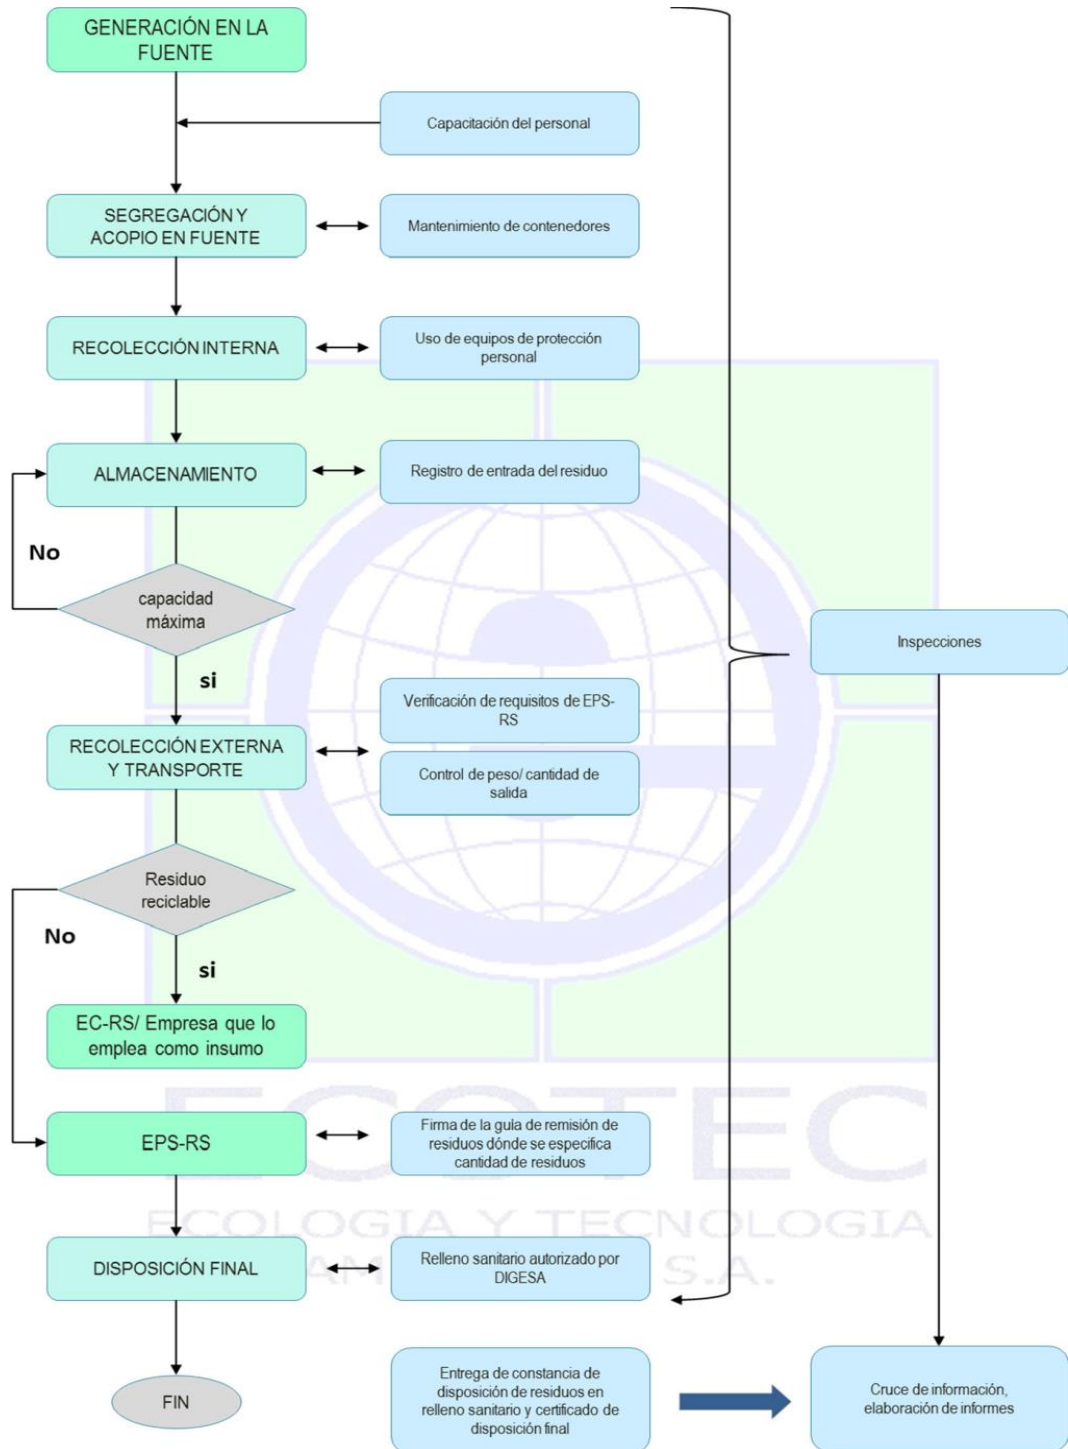 GENERACIÓN EN LA
FUENTE
Capacitación del personal
SEGREGACIÓN Y
ACOPIO EN FUENTE
Mantenimiento de contenedores
RECOLECCIÓN INTERNA
Uso de equipos de protección
personal
ALMACENAMIENTO
Registro de entrada del residuo
No
capacidad
máxima
si
Inspecciones
Verificación de requisitos de EPS-
RS
RECOLECCIÓN EXTERNA
Y TRANSPORTE
Control de peso/ cantidad de
salida
Residuo
reciclable
No
si
EC-RS/ Empresa que lo
emplea como insumo
ECOTEC
EPS-RS
Firma de la guía de remisión de
residuos dónde se especifica
cantidad de residuos
ECOLOGIA Y TECNOLOGIA
AM S.A.
DISPOSICIÓN FINAL
Relleno sanitario autorizado por
DIGESA
FIN
Entrega de constancia de
disposición de residuos en
relleno sanitario y certificado de
disposición final
Cruce de información,
elaboración de informes